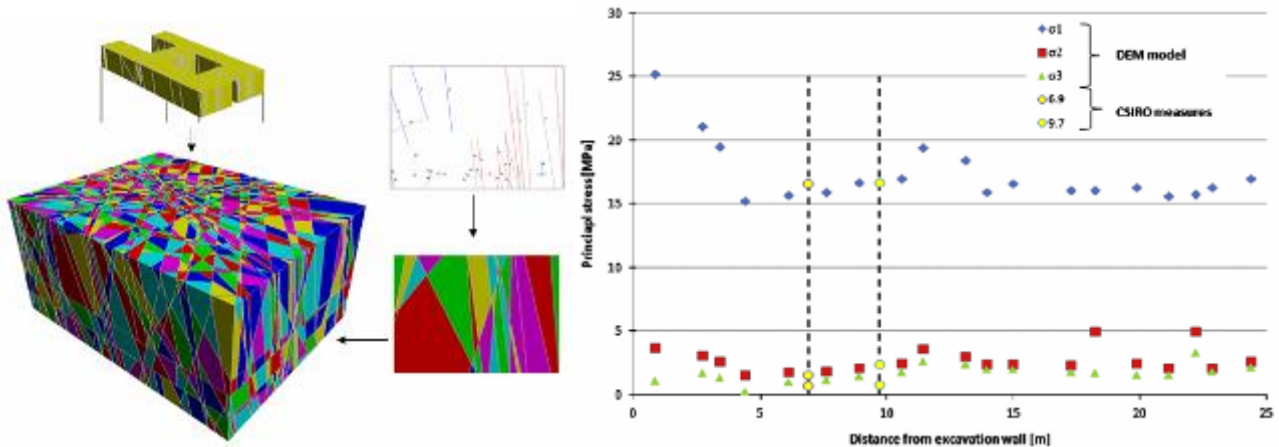 30
25
20
15
10
5
0
0
5
10
15
20
25
Princiapl stress[MPa]
Distance from excavation wall [m]
σ1
σ2
σ3
DEM model
6.9
9.7
CSIRO measures